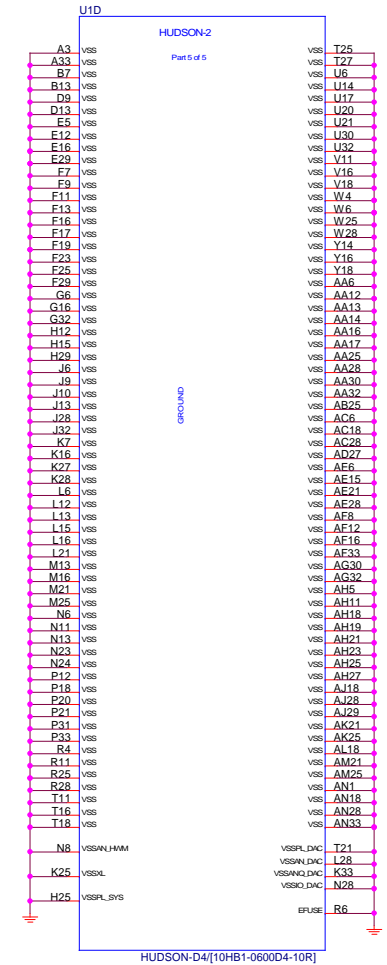 U1D
HUDSON-2
Part 5 of 5
A3 VSS VSS T25
A33 VSS VSS T27
B7 VSS VSS U6
B13 VSS VSS U14
D9 VSS VSS U17
D13 VSS VSS U20
E5 VSS VSS U21
E12 VSS VSS U30
E16 VSS VSS U32
E29 VSS VSS V11
F7 VSS VSS V16
F9 VSS VSS V18
F11 VSS VSS W4
F13 VSS VSS W6
F16 VSS VSS W25
F17 VSS VSS W28
F19 VSS VSS Y14
F23 VSS VSS Y16
F25 VSS VSS Y18
F29 VSS VSS AA6
G6 VSS VSS AA12
G16 VSS VSS AA13
G32 VSS VSS AA14
H12 VSS VSS AA16
H15 VSS VSS AA17
H29 VSS VSS AA25
J6 VSS VSS AA28
J9 VSS VSS AA30
J10 VSS VSS AA32
J13 VSS VSS AB25
J28 VSS VSS AC6
J32 VSS VSS AC18
K7 VSS VSS AC28
K16 VSS VSS AD27
K27 VSS VSS AE6
K28 VSS VSS AE15
L6 VSS VSS AE21
L12 VSS VSS AE28
L13 VSS VSS AF8
L15 VSS VSS AF12
L16 VSS VSS AF16
L21 VSS VSS AF33
M13 VSS VSS AG30
M16 VSS VSS AG32
M21 VSS VSS AH5
M25 VSS VSS AH11
N6 VSS VSS AH18
N11 VSS VSS AH19
N13 VSS VSS AH21
N23 VSS VSS AH23
N24 VSS VSS AH25
P12 VSS VSS AH27
P18 VSS VSS AJ18
P20 VSS VSS AJ28
P21 VSS VSS AJ29
P31 VSS VSS AK21
P33 VSS VSS AK25
R4 VSS VSS AL18
R11 VSS VSS AM21
R25 VSS VSS AM25
R28 VSS VSS AN1
T11 VSS VSS AN18
T16 VSS VSS AN28
T18 VSS VSS AN33
GROUND
N8 VSSAN_HWM VSSPL_DAC T21
VSSAN_DAC L28
K25 VSSXL VSSANQ_DAC K33
VSSIO_DAC N28
H25 VSSPL_SYS
EFUSE R6
HUDSON-D4/[10HB1-0600D4-10R]